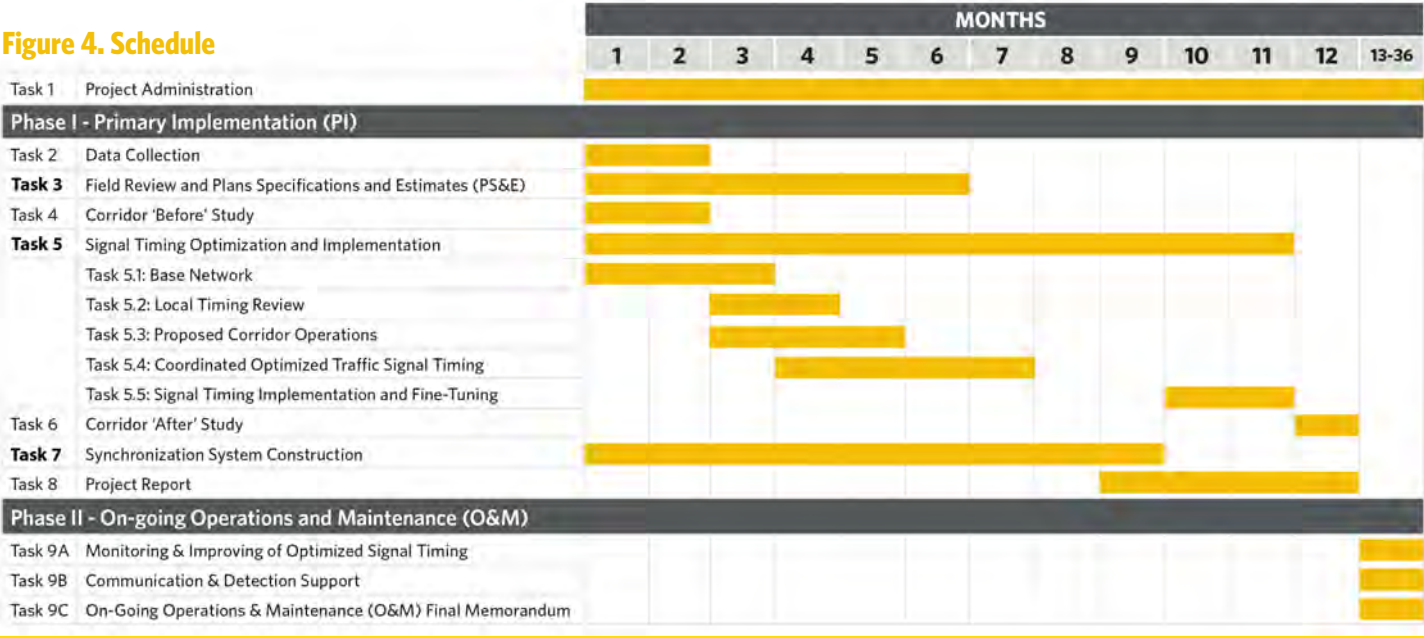 MONTHS
Figure 4. Schedule
1 2 3 4 5 6 7 8 9 10 11 12 13-36
Task 1 Project Administration
Phase I - Primary Implementation (PI)
Task 2 Data Collection
Task 3 Field Review and Plans Specifications and Estimates (PS&E)
Task 4 Corridor 'Before' Study
Task 5 Signal Timing Optimization and Implementation
Task 5.1: Base Network
Task 5.2: Local Timing Review
Task 5.3: Proposed Corridor Operations
Task 5.4: Coordinated Optimized Traffic Signal Timing
Task 5.5: Signal Timing Implementation and Fine-Tuning
Task 6 Corridor 'After' Study
Task 7 Synchronization System Construction
Task 8 Project Report
Phase II - On-going Operations and Maintenance (O&M)
Task 9A Monitoring & Improving of Optimized Signal Timing
Task 9B Communication & Detection Support
Task 9C On-Going Operations & Maintenance (O&M) Final Memorandum